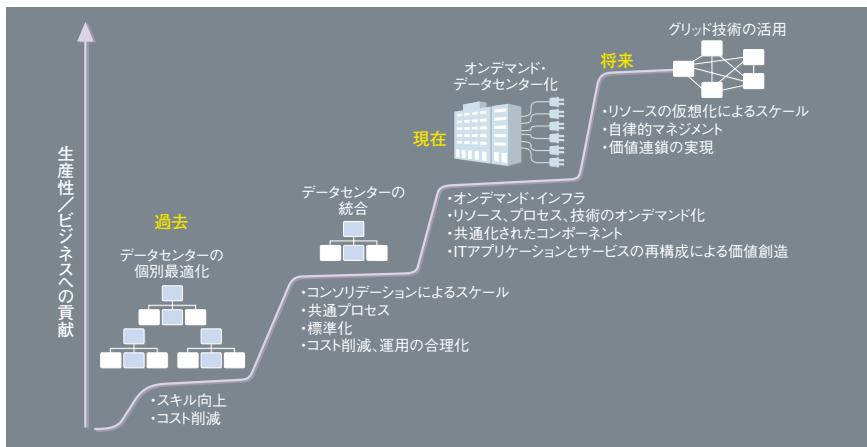 生産性／ビジネスへの貢献
過去
データセンターの
個別最適化
・スキル向上
・コスト削減
データセンターの
統合
・コンソリデーションによるスケール
・共通プロセス
・標準化
・コスト削減、運用の合理化
現在
オンデマンド・
データセンター化
・オンデマンド・インフラ
・リソース、プロセス、技術のオンデマンド化
・共通化されたコンポーネント
・ITアプリケーションとサービスの再構成による価値創造
将来
グリッド技術の活用
・リソースの仮想化によるスケール
・自律的マネジメント
・価値連鎖の実現